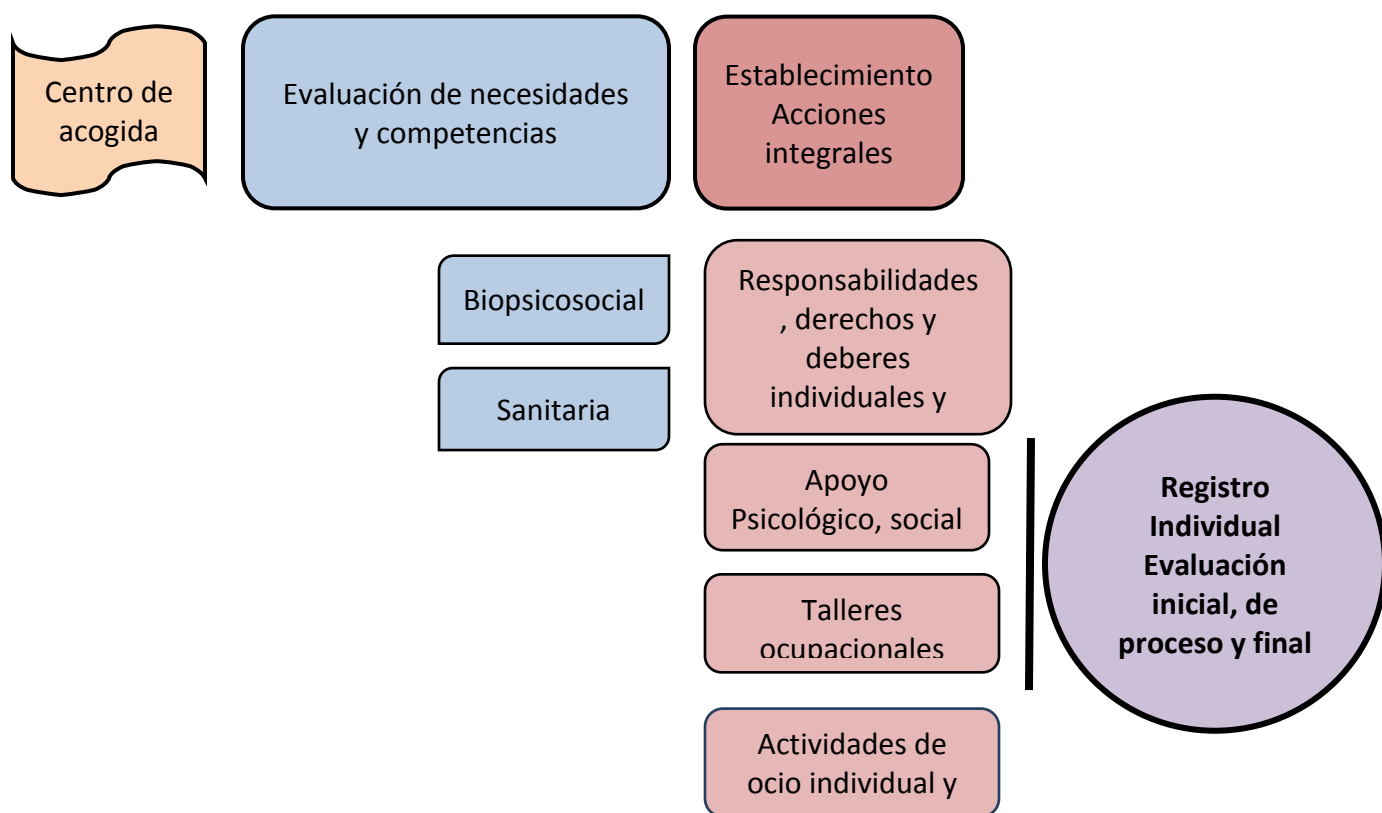 Centro de
acogida
Evaluación de necesidades
y competencias
Establecimiento
Acciones
integrales
Biopsicosocial
Sanitaria
Responsabilidades
, derechos y
deberes
individuales y
Apoyo
Psicológico, social
Talleres
ocupacionales
Actividades de
ocio individual y
Registro
Individual
Evaluación
inicial, de
proceso y final